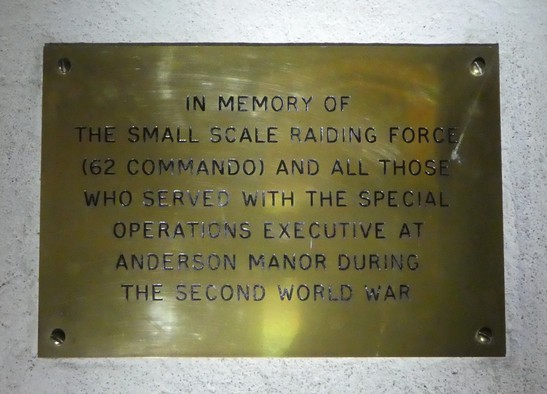 IN MEMORY OF
THE SMALL SCALE RAIDING FORCE
(62 COMMANDO) AND ALL THOSE
WHO SERVED WITH THE SPECIAL
OPERATIONS EXECUTIVE AT
ANDERSON MANOR DURING
THE SECOND WORLD WAR